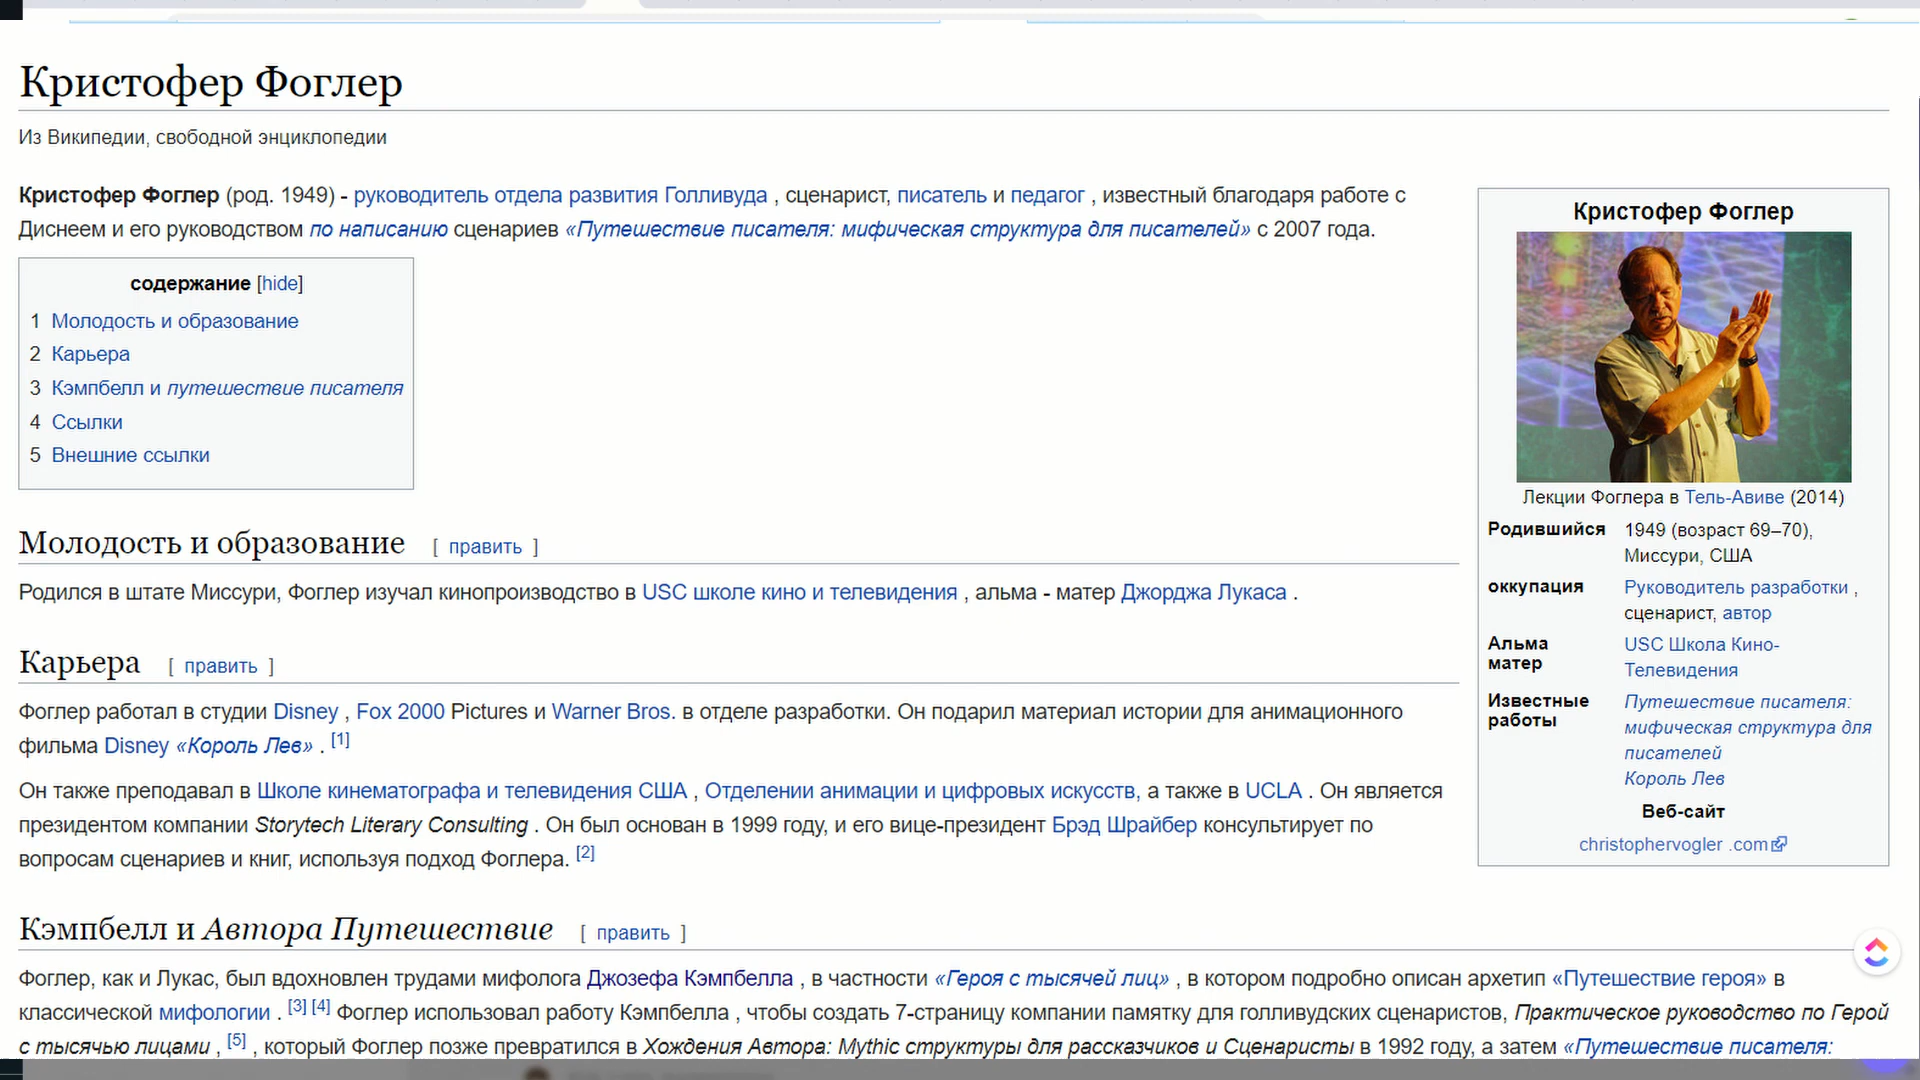 Кристофер Фоглер
Из Википедии, свободной энциклопедии
Кристофер Фоглер (род. 1949) - руководитель отдела развития Голливуда , сценарист, писатель и педагог , известный благодаря работе с
Диснеем и его руководством по написанию сценариев «Путешествие писателя: мифическая структура для писателей» с 2007 года.
содержание [hide]
1 Молодость и образование
2 Карьера
3 Кэмпбелл и путешествие писателя
4 Ссылки
5 Внешние ссылки
Молодость и образование [ править ]
Родился в штате Миссури, Фоглер изучал кинопроизводство в USC школе кино и телевидения , альма - матер Джорджа Лукаса .
Карьера [ править ]
Фоглер работал в студии Disney , Fox 2000 Pictures и Warner Bros. в отделе разработки. Он подарил материал истории для анимационного
фильма Disney «Король Лев» . [1]
Он также преподавал в Школе кинематографа и телевидения США , Отделении анимации и цифровых искусств, а также в UCLA . Он является
президентом компании Storytech Literary Consulting . Он был основан в 1999 году, и его вице-президент Брэд Шрайбер консультирует по
вопросам сценариев и книг, используя подход Фоглера. [2]
Кэмпбелл и Автора Путешествие [ править ]
Фоглер, как и Лукас, был вдохновлен трудами мифолога Джозефа Кэмпбелла , в частности «Героя с тысячей лиц» , в котором подробно описан архетип «Путешествие героя» в
классической мифологии . [3] [4] Фоглер использовал работу Кэмпбелла , чтобы создать 7-страницу компании памятку для голливудских сценаристов, Практическое руководство по Герой
с тысячью лицами , [5] , который Фоглер позже превратился в Хождения Автора: Mythic структуры для рассказчиков и Сценаристы в 1992 году, а затем «Путешествие писателя:
Кристофер Фоглер
Лекции Фоглера в Тель-Авиве (2014)
Родившийся 1949 (возраст 69–70),
Миссури, США
оккупация Руководитель разработки ,
сценарист, автор
Альма матер USC Школа Кино-
Телевидения
Известные работы Путешествие писателя:
мифическая структура для
писателей
Король Лев
Веб-сайт
christophervogler .com